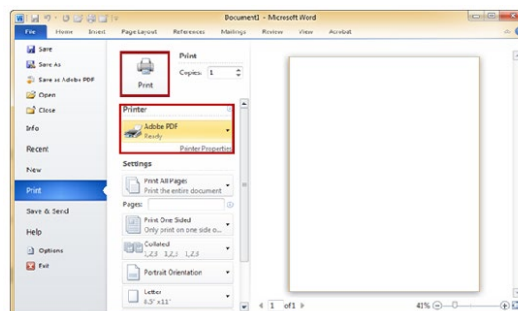 Document1 - Microsoft Word
File Home Insert Page Layout References Mailings Review View Acrobat
Save
Save As
Save as Adobe PDF
Open
Close
Info
Recent
New
Print
Save & Send
Help
Options
Exit
Print
Print
Copies: 1
Printer
Adobe PDF
Ready
Printer Properties
Settings
Print All Pages
Print the entire document
Pages:
Print One Sided
Only print on one side o...
Collated
1,2,3 1,2,3 1,2,3
Portrait Orientation
Letter
8.5" x 11"
1 of 1
41%